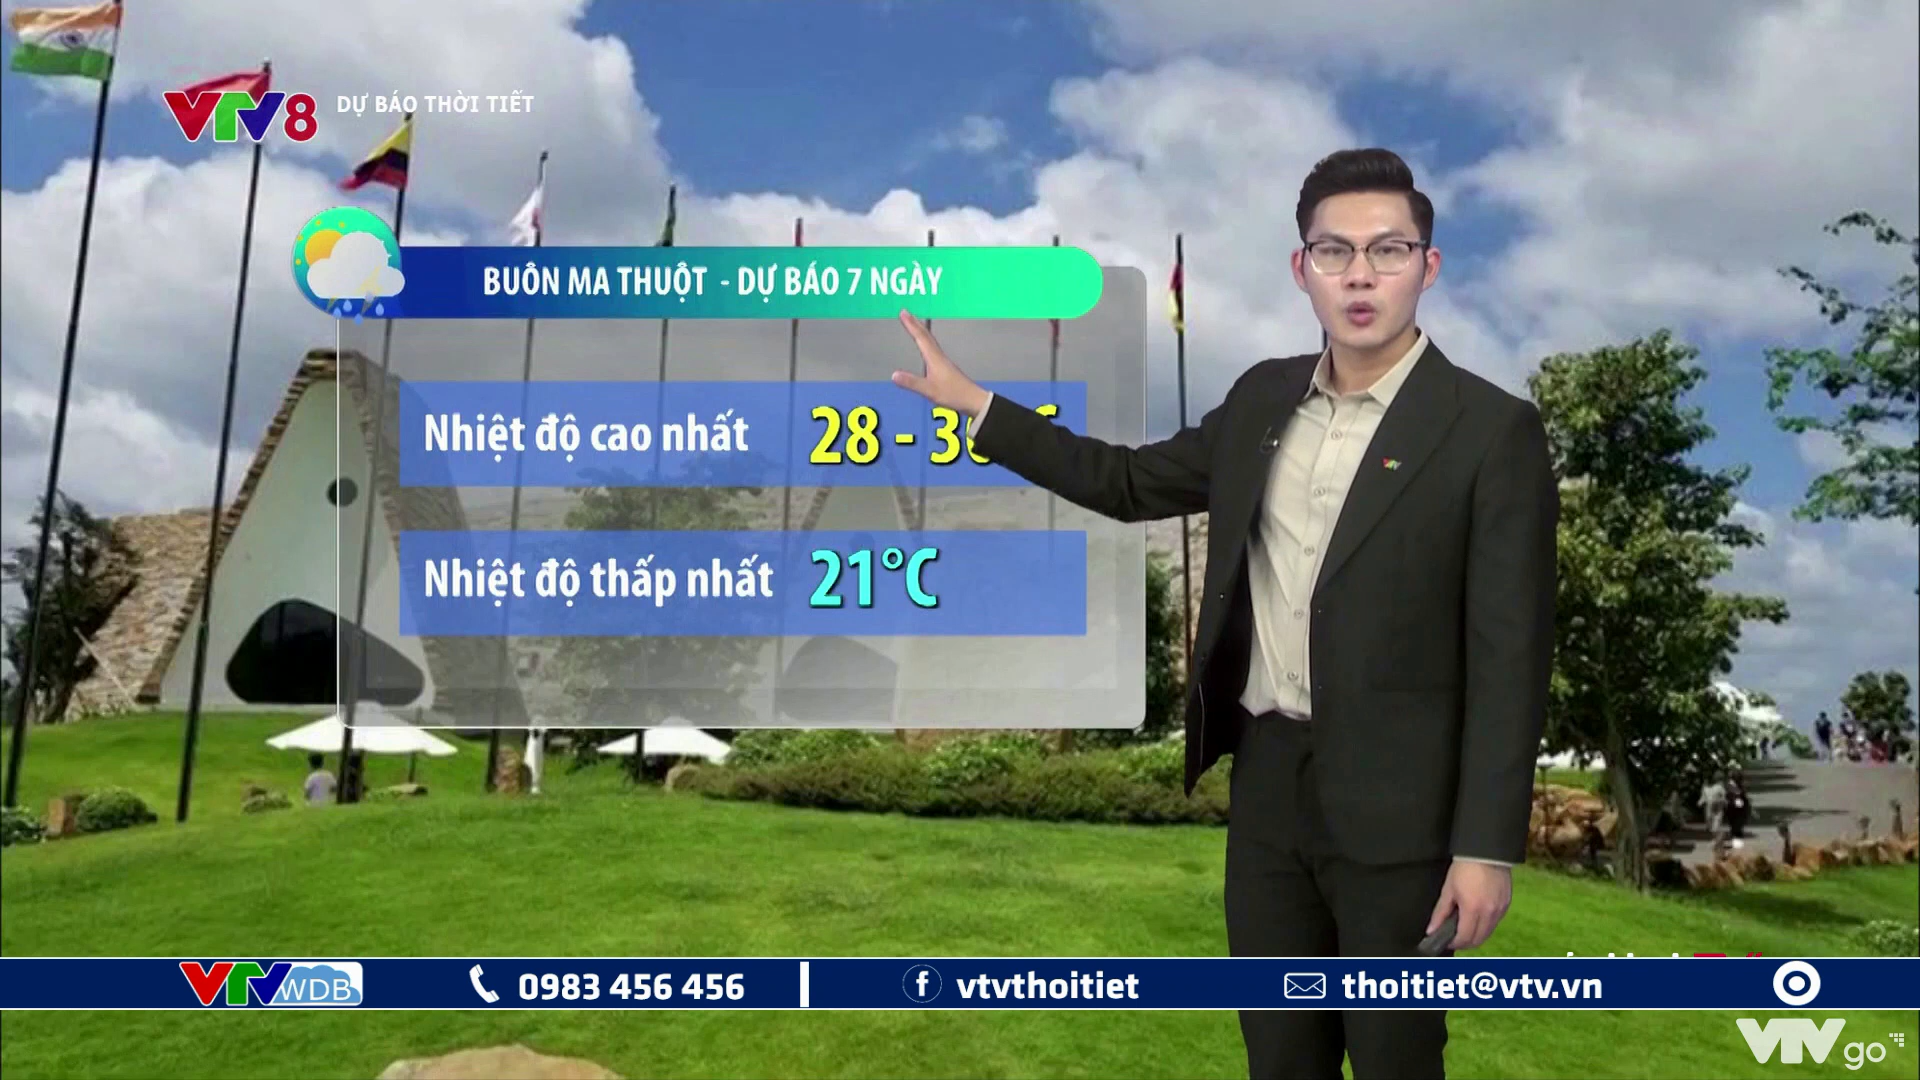 VTV8 DỰ BÁO THỜI TIẾT
BUÔN MA THUỘT - DỰ BÁO 7 NGÀY
Nhiệt độ cao nhất 28 -
Nhiệt độ thấp nhất 21°C
VTV WDB 0983 456 456 vtvthoitiet thoitiet@vtv.vn
VTV go